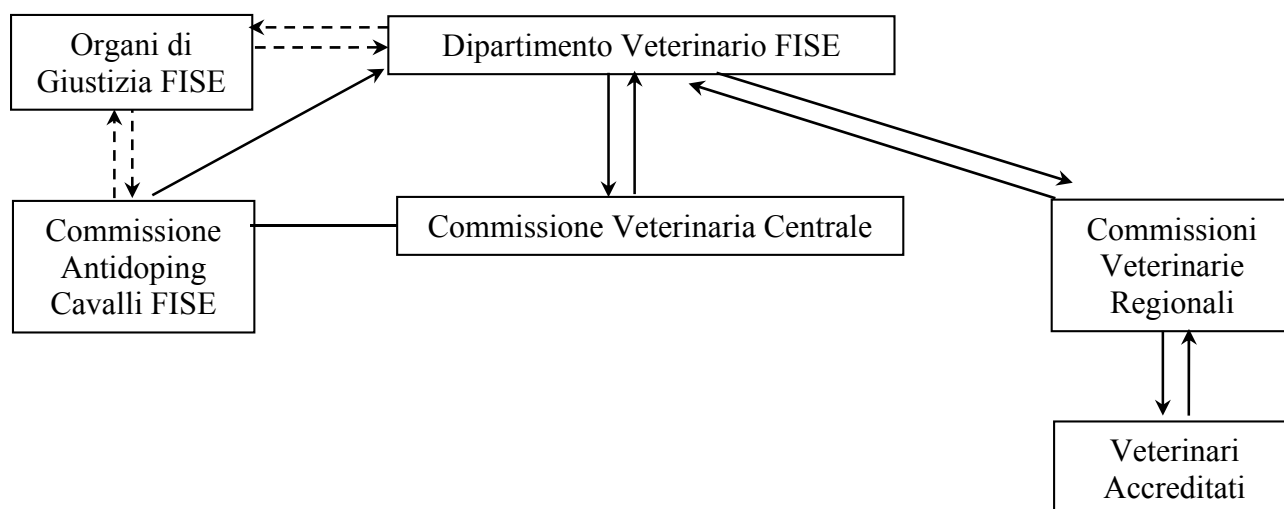 Organi di
Giustizia FISE
Dipartimento Veterinario FISE
Commissione
Antidoping
Cavalli FISE
Commissione Veterinaria Centrale
Commissioni
Veterinarie
Regionali
Veterinari
Accreditati